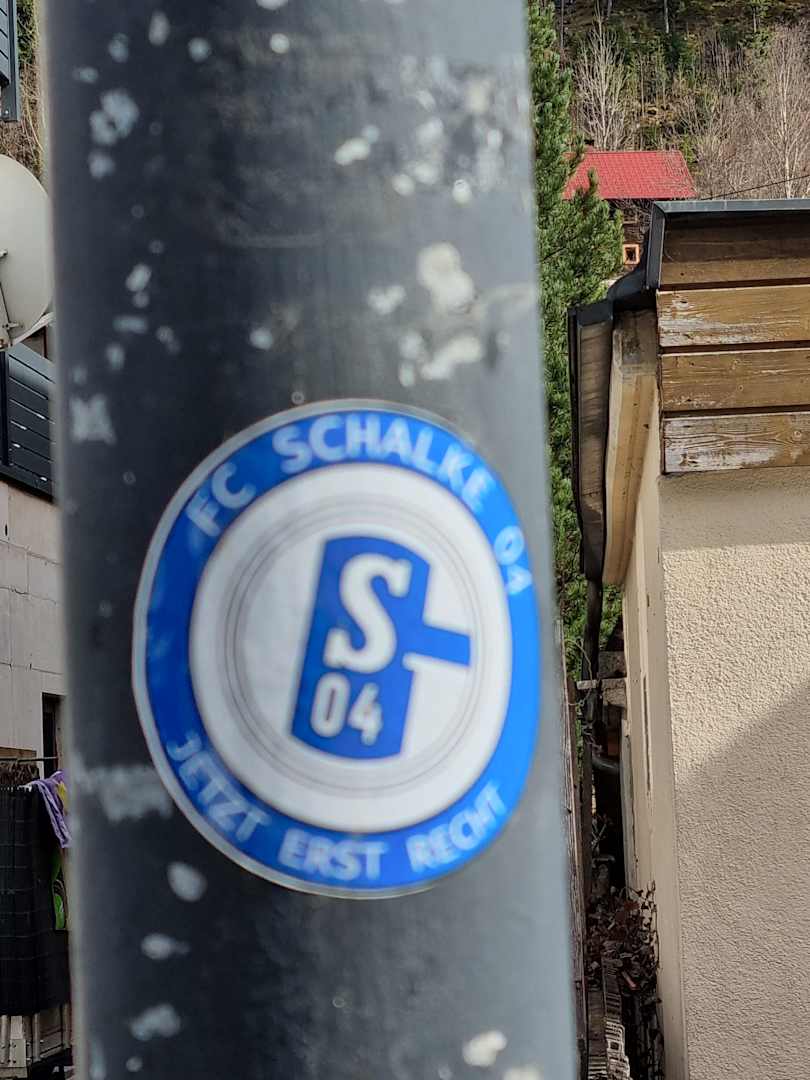 FC SCHALKE 04
S
04
JETZT ERST RECHT